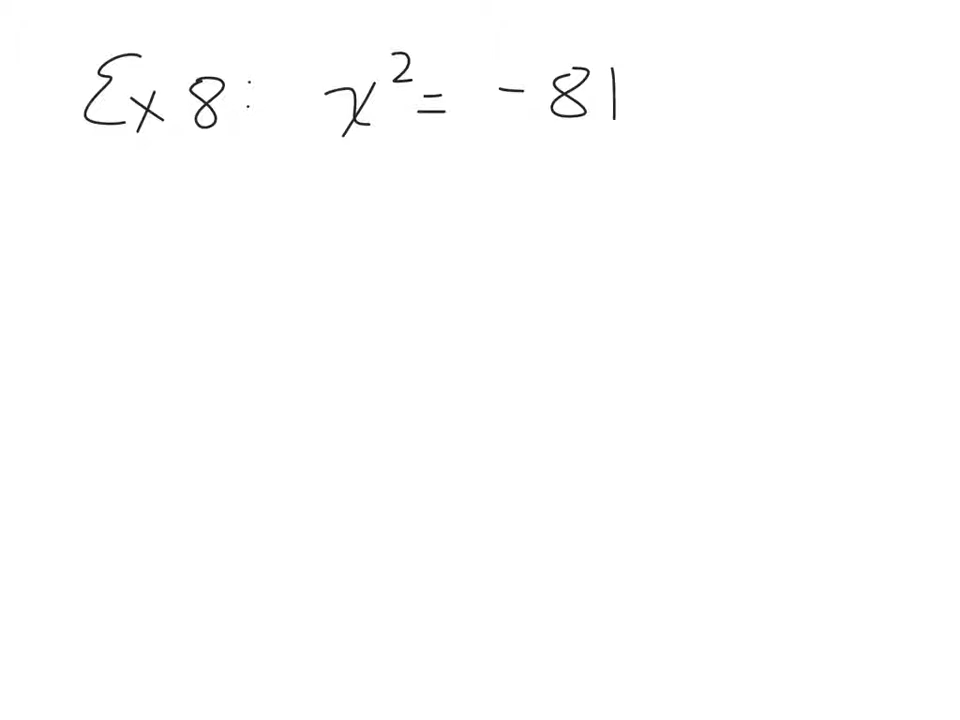 Ex 8: x² = -81